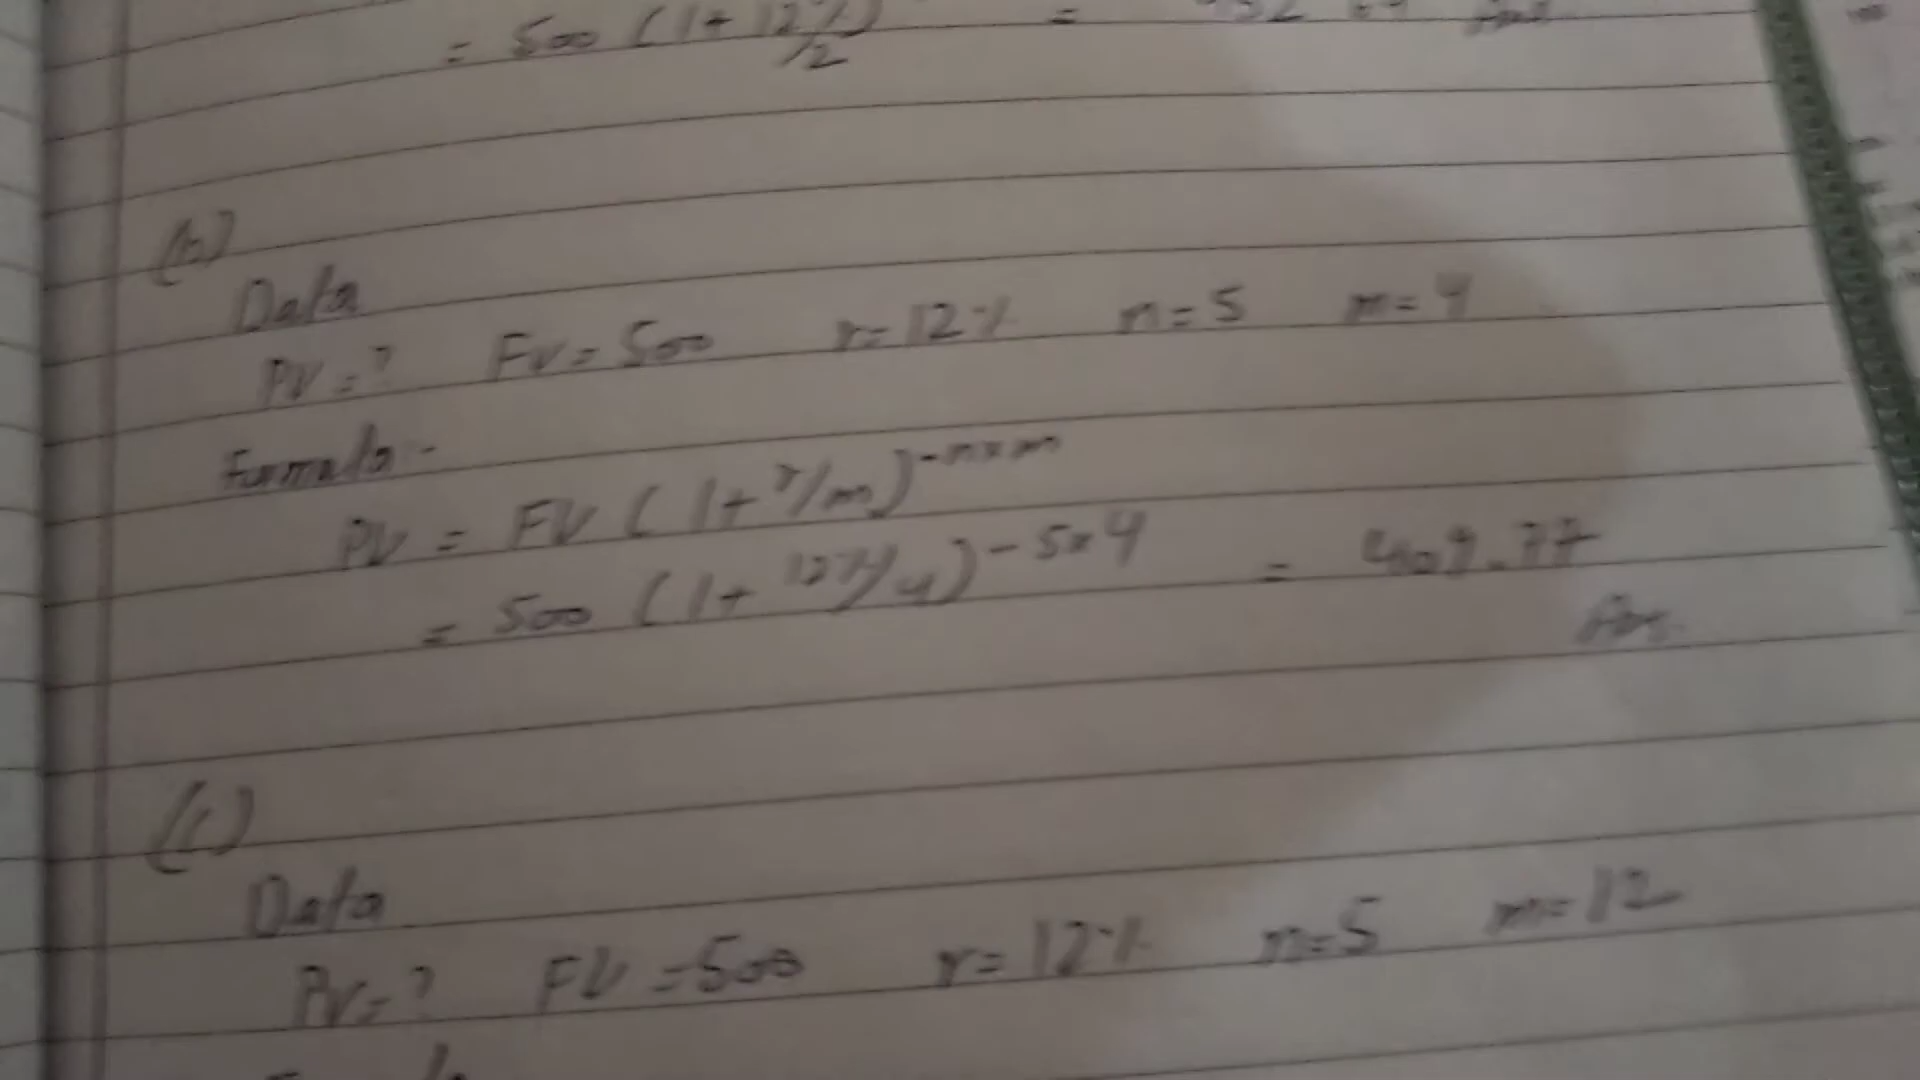 = 500 (1+ 12%/2) =
(b)
Data
PV = ? FV = 500 r = 12% n = 5 m = 4
Formula :-
PV = FV (1+ r/m)^-n×m
= 500 (1+ 12%/4)^-5×4 = 409.77
Ans.
(c)
Data
PV = ? FV = 500 r = 12% n = 5 m = 12